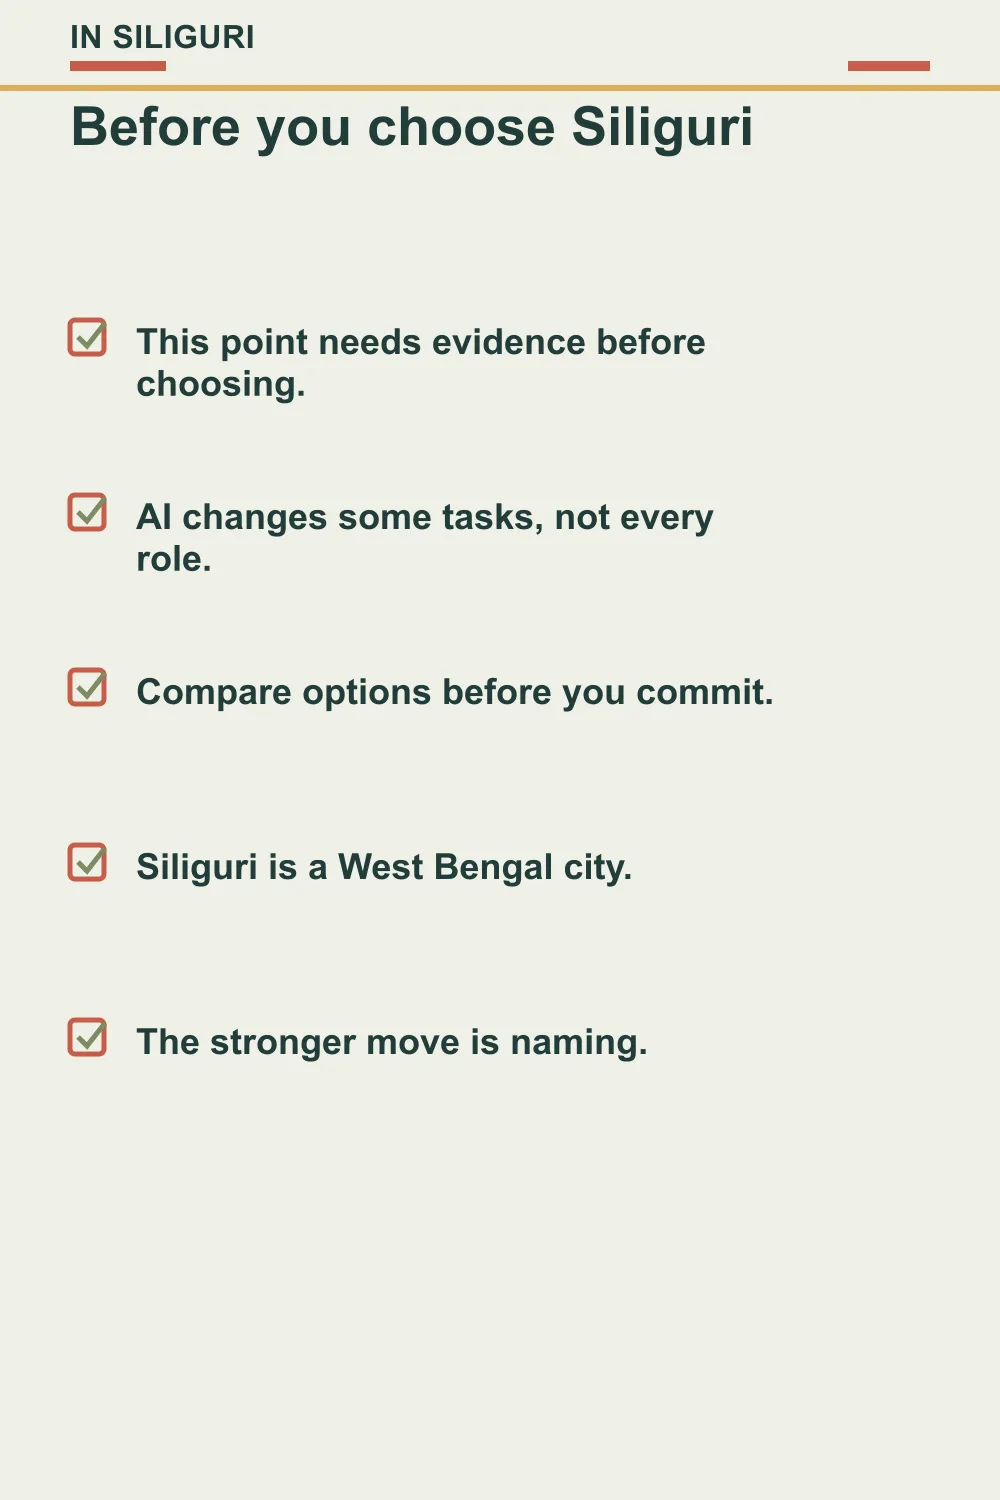 IN SILIGURI
Before you choose Siliguri
This point needs evidence before
choosing.
AI changes some tasks, not every
role.
Compare options before you commit.
Siliguri is a West Bengal city.
The stronger move is naming.